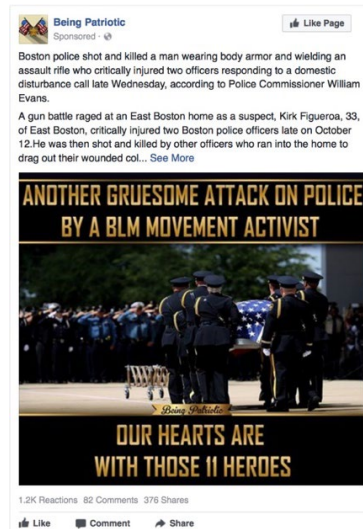 Being Patriotic
Like Page
Sponsored ·
Boston police shot and killed a man wearing body armor and wielding an
assault rifle who critically injured two officers responding to a domestic
disturbance call late Wednesday, according to Police Commissioner William
Evans.
A gun battle raged at an East Boston home as a suspect, Kirk Figueroa, 33,
of East Boston, critically injured two Boston police officers late on October
12.He was then shot and killed by other officers who ran into the home to
drag out their wounded col... See More
ANOTHER GRUESOME ATTACK ON POLICE
BY A BLM MOVEMENT ACTIVIST
Being Patriotic
OUR HEARTS ARE
WITH THOSE 11 HEROES
1.2K Reactions 82 Comments 376 Shares
Like Comment Share